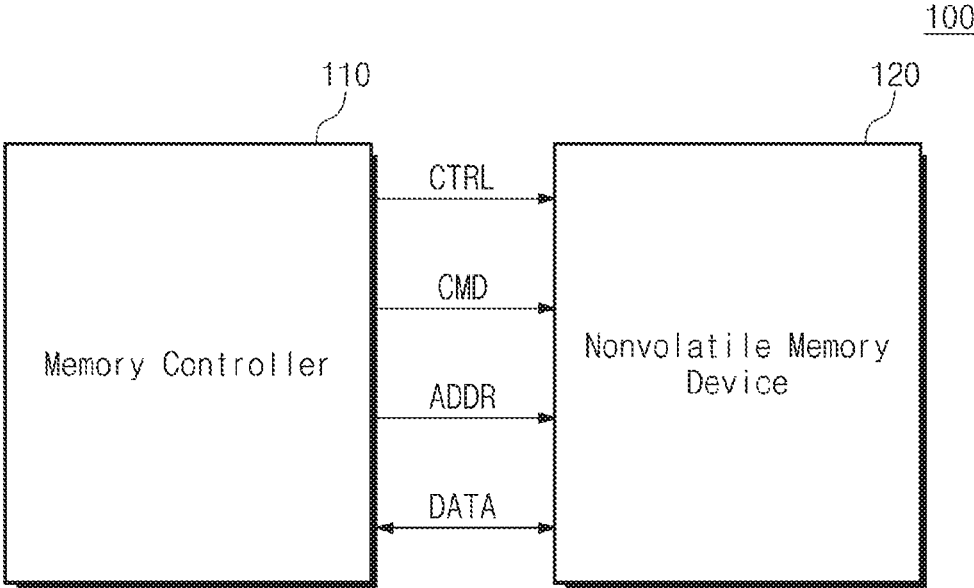 100
110
120
CTRL
CMD
Memory Controller
Nonvolatile Memory
Device
ADDR
DATA